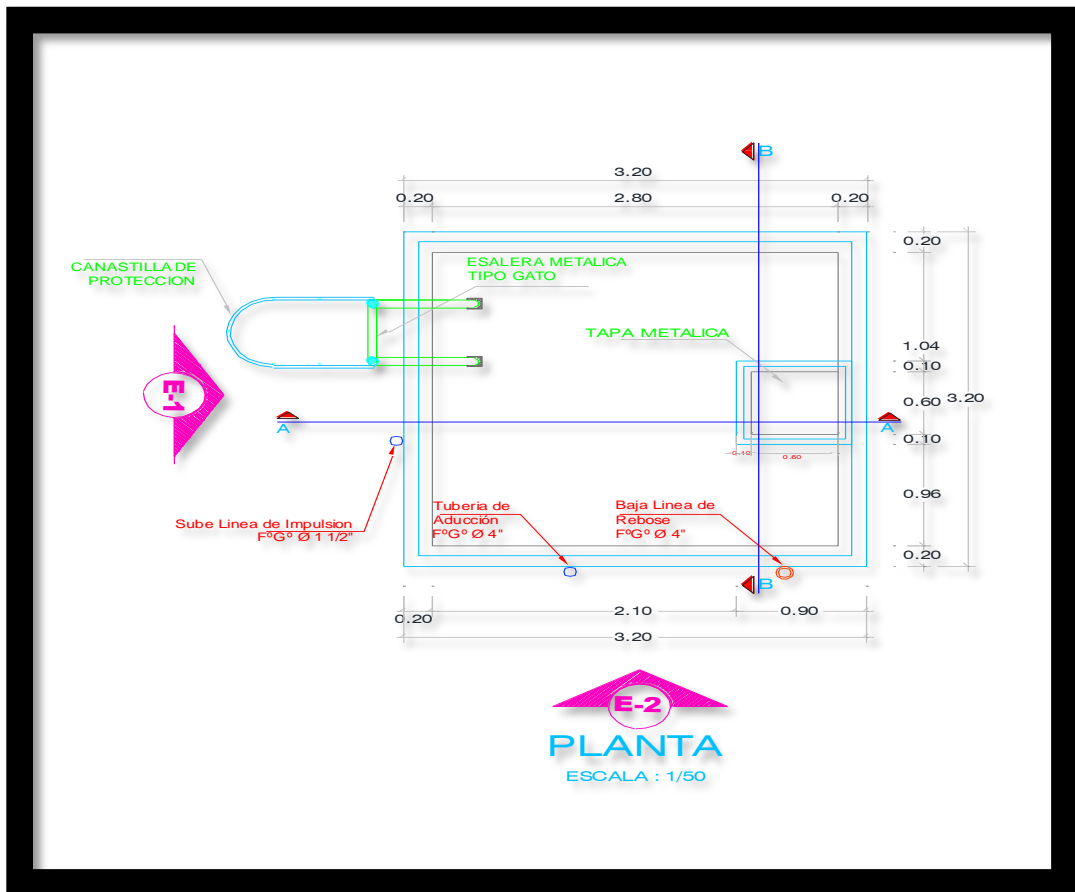 B
3.20
0.20
2.80
0.20
0.20
CANASTILLA DE
PROTECCION
ESALERA METALICA
TIPO GATO
TAPA METALICA
1.04
0.10
0.60
3.20
0.10
0.96
0.20
E-1
A
A
0.10
0.60
Sube Linea de Impulsion
FºGº Ø 1 1/2"
Tuberia de
Aducción
FºGº Ø 4"
Baja Linea de
Rebose
FºGº Ø 4"
B
0.20
2.10
0.90
3.20
E-2
PLANTA
ESCALA : 1/50